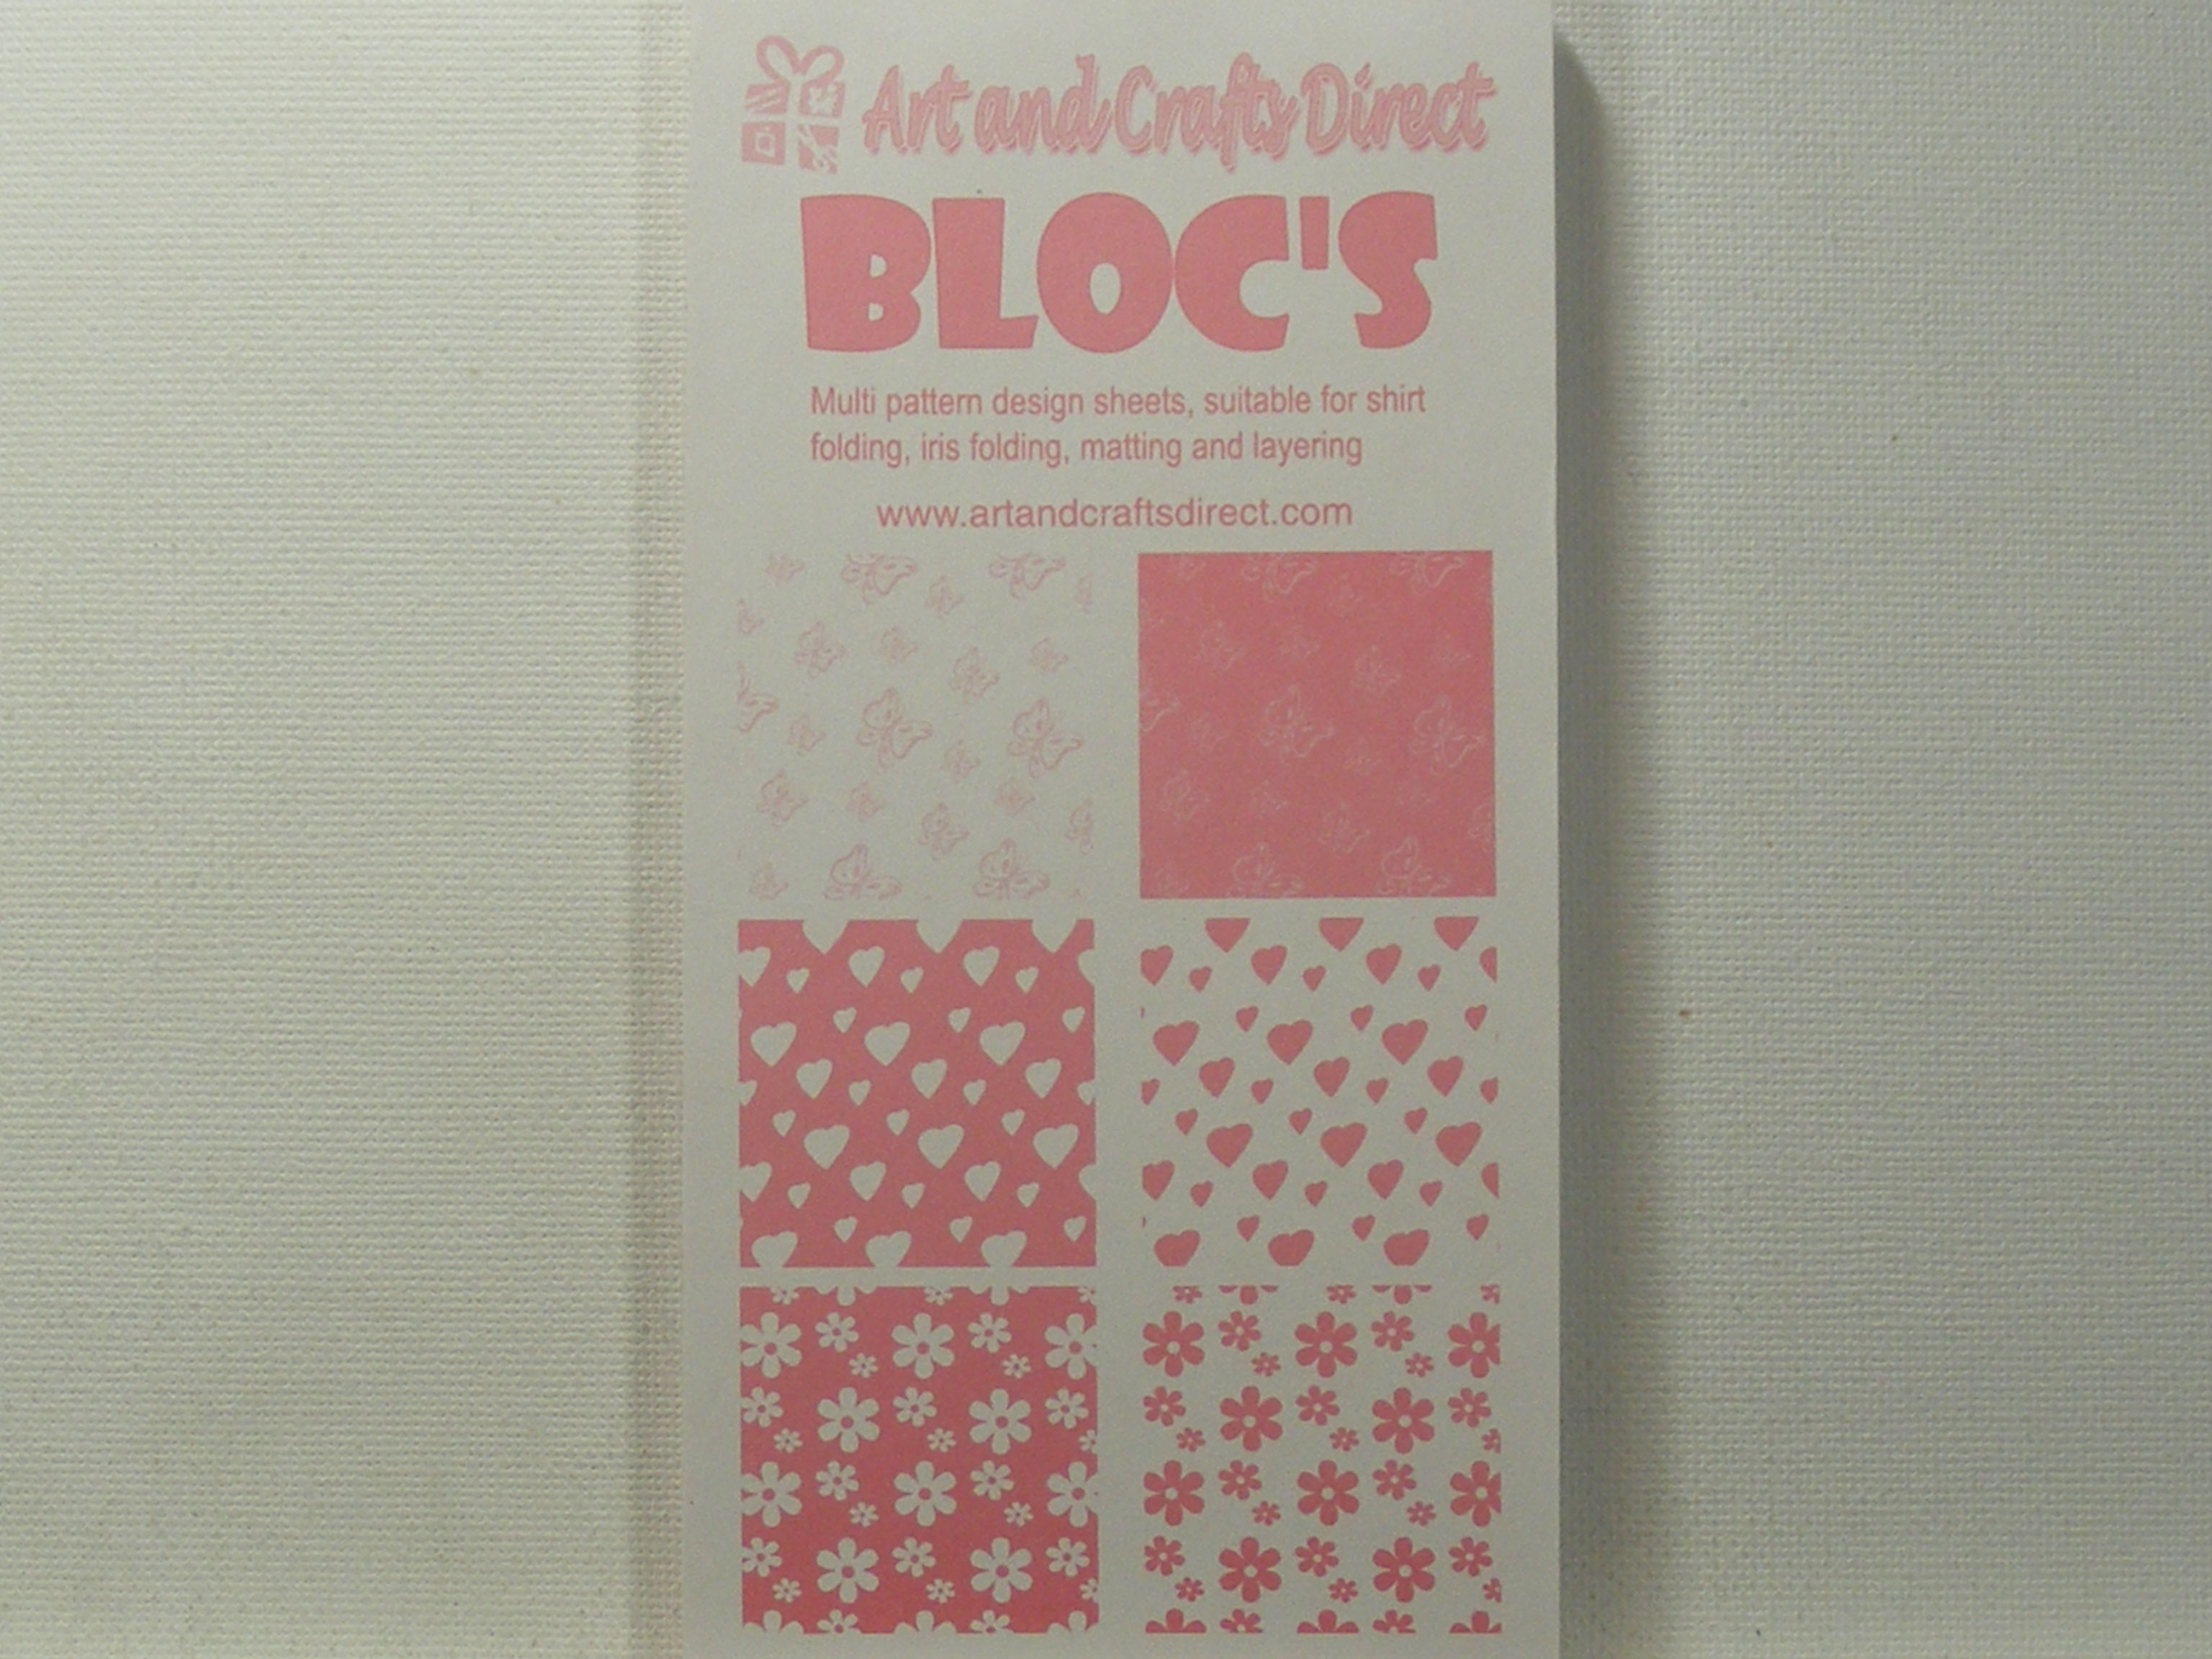 Art and Crafts Direct
BLOC'S
Multi pattern design sheets, suitable for shirt
folding, iris folding, matting and layering
www.artandcraftsdirect.com